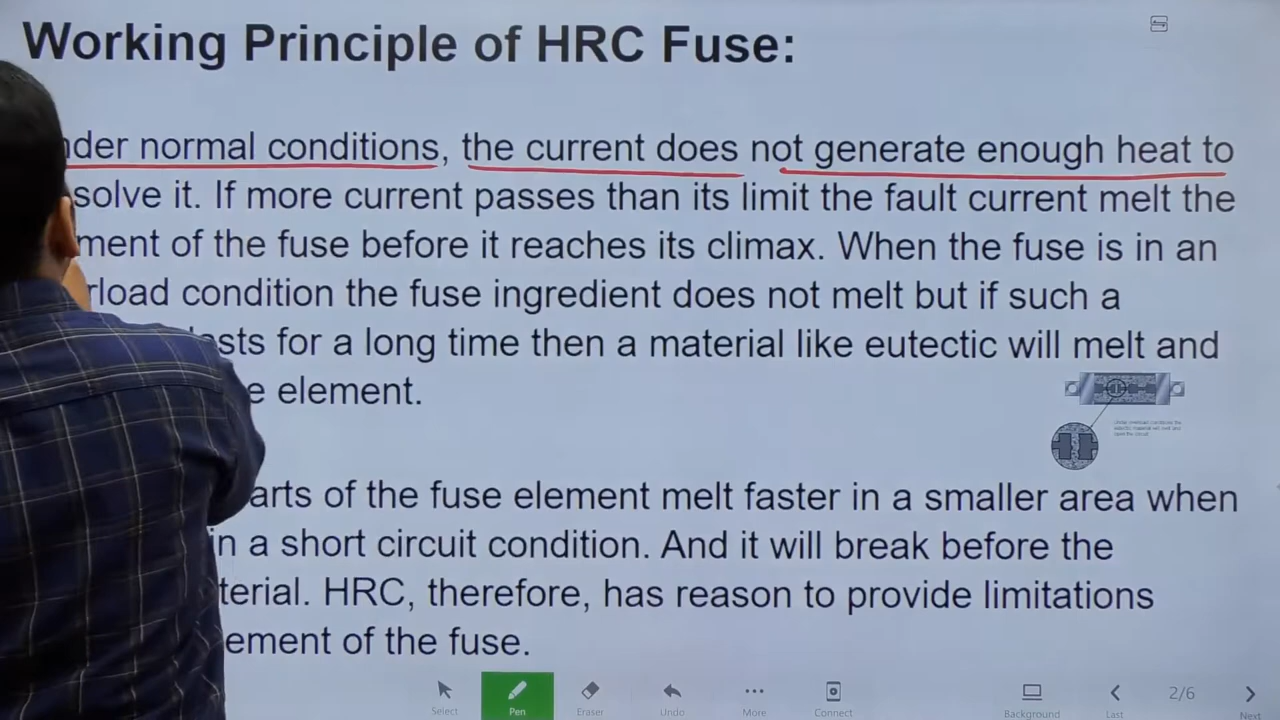 Working Principle of HRC Fuse:
nder normal conditions, the current does not generate enough heat to
solve it. If more current passes than its limit the fault current melt the
ment of the fuse before it reaches its climax. When the fuse is in an
rload condition the fuse ingredient does not melt but if such a
sts for a long time then a material like eutectic will melt and
e element.
arts of the fuse element melt faster in a smaller area when
in a short circuit condition. And it will break before the
terial. HRC, therefore, has reason to provide limitations
ement of the fuse.
Select Pen Eraser Undo More Connect Background Last 2/6 Next